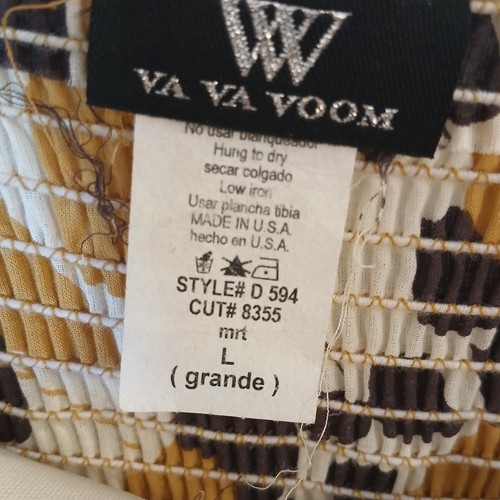 VA VA VOOM
No usar blanqueador
Hung to dry
secar colgado
Low iron
Usar plancha tibia
MADE IN U.S.A.
hecho en U.S.A.
STYLE# D 594
CUT# 8355
mrt
L
( grande )